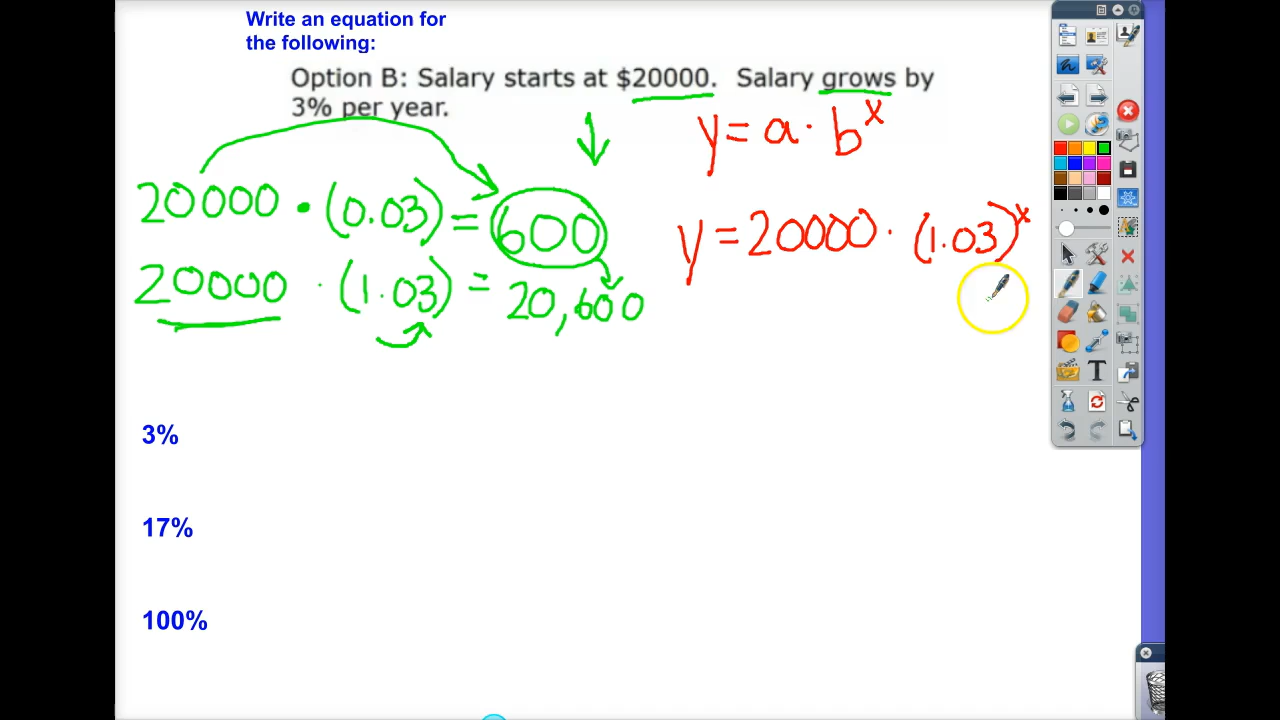 Write an equation for
the following:
Option B: Salary starts at $20000. Salary grows by
3% per year.
y = a · b^x
20000 · (0.03) = 600
y = 20000 · (1.03)^x
20000 · (1.03) = 20,600
3%
17%
100%
T